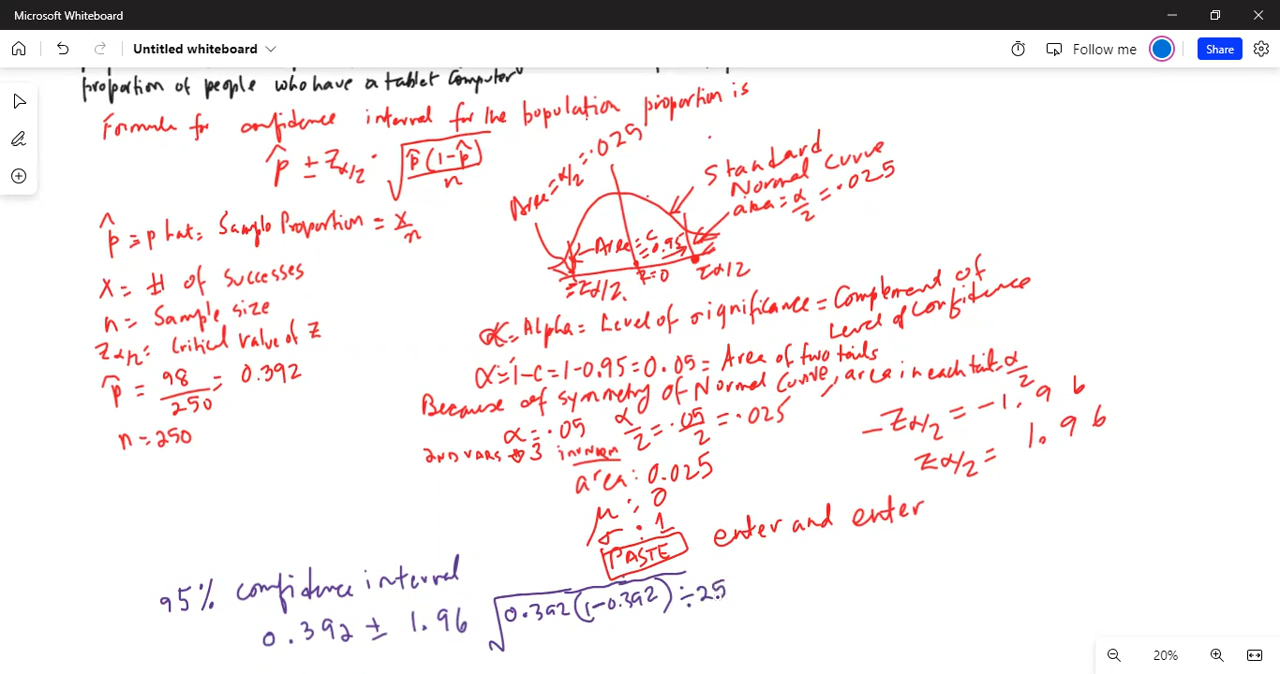 Microsoft Whiteboard
Untitled whiteboard
Follow me
Share
proportion of people who have a tablet computer
Formula for confidence interval for the population proportion is
p̂ ± Zα/2 · √p̂(1-p̂)/n
Area = α/2 = .025
Standard
Normal Curve
area = α/2 = .025
Area = C
= 0.95
-Zα/2
Z=0
Zα/2
p̂ = p hat = Sample Proportion = x/n
x = # of successes
n = Sample size
Zα/2 = Critical value of Z
p̂ = 98/250 = 0.392
n = 250
α = Alpha = Level of significance = Complement of
Level of Confidence
α = 1-C = 1-0.95 = 0.05 = Area of two tails
Because of symmetry of Normal Curve, area in each tail = α/2
α = .05 α/2 = .05/2 = .025
2ND VARS → 3 invNorm
area: 0.025
μ: 0
σ: 1
PASTE enter and enter
-Zα/2 = -1.96
Zα/2 = 1.96
95% confidence interval
0.392 ± 1.96 √0.392(1-0.392) ÷ 25
20%